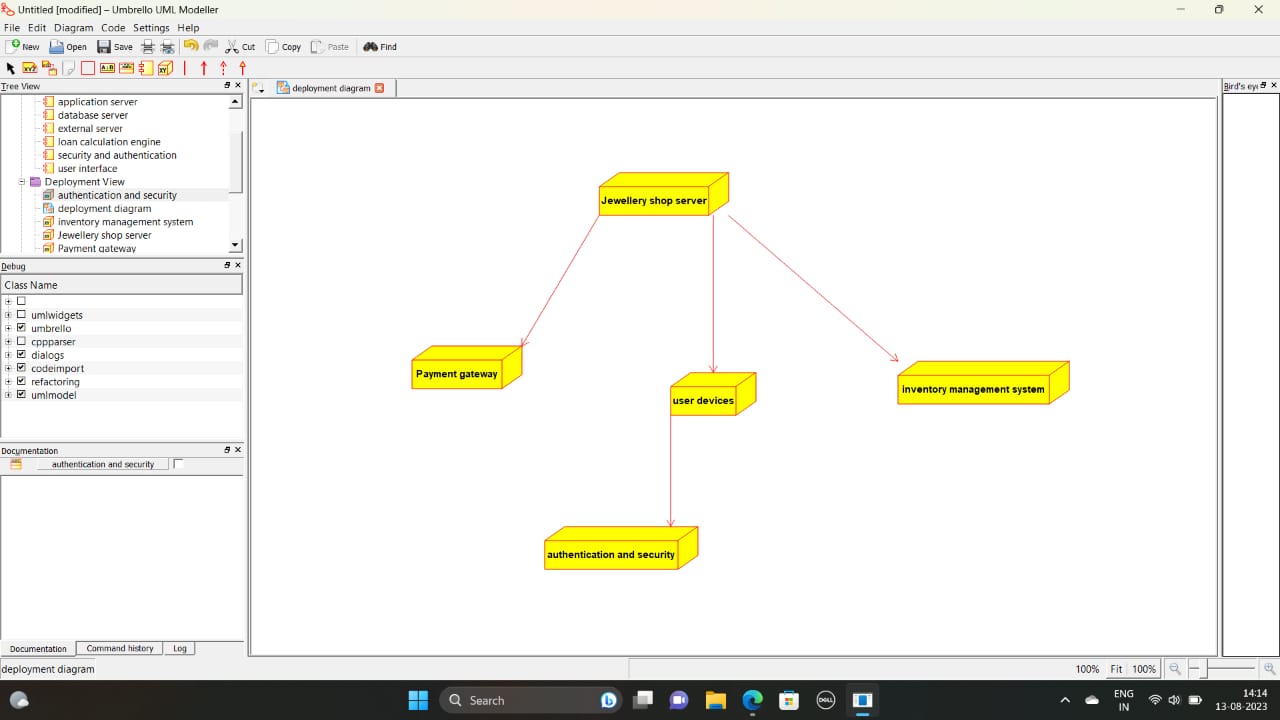 Untitled [modified] – Umbrello UML Modeller
File Edit Diagram Code Settings Help
New Open Save Cut Copy Paste Find
Tree View
application server
database server
external server
loan calculation engine
security and authentication
user interface
Deployment View
authentication and security
deployment diagram
inventory management system
Jewellery shop server
Payment gateway
Debug
Class Name
umlwidgets
umbrello
cppparser
dialogs
codeimport
refactoring
umlmodel
Documentation
authentication and security
Documentation Command history Log
deployment diagram
deployment diagram
Jewellery shop server
Payment gateway
user devices
inventory management system
authentication and security
Bird's eye
100% Fit 100%
Search
DELL
ENG
IN
14:14
13-08-2023